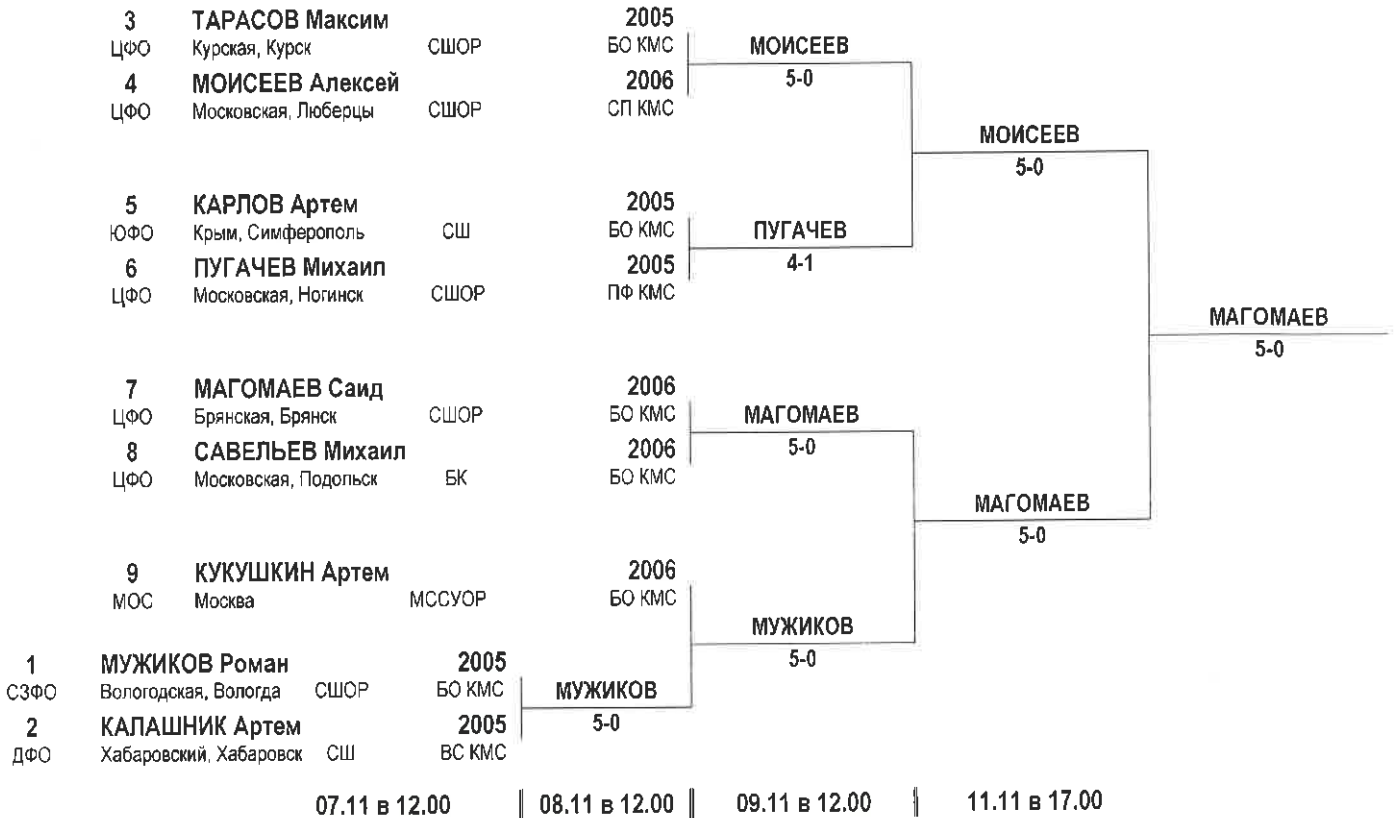 3 ТАРАСОВ Максим 2005
ЦФО Курская, Курск СШОР БО КМС
МОИСЕЕВ
5-0
4 МОИСЕЕВ Алексей 2006
ЦФО Московская, Люберцы СШОР СП КМС
МОИСЕЕВ
5-0
5 КАРЛОВ Артем 2005
ЮФО Крым, Симферополь СШ БО КМС
ПУГАЧЕВ
4-1
6 ПУГАЧЕВ Михаил 2005
ЦФО Московская, Ногинск СШОР ПФ КМС
МАГОМАЕВ
5-0
7 МАГОМАЕВ Саид 2006
ЦФО Брянская, Брянск СШОР БО КМС
МАГОМАЕВ
5-0
8 САВЕЛЬЕВ Михаил 2006
ЦФО Московская, Подольск БК БО КМС
МАГОМАЕВ
5-0
9 КУКУШКИН Артем 2006
МОС Москва МССУОР БО КМС
МУЖИКОВ
5-0
1 МУЖИКОВ Роман 2005
СЗФО Вологодская, Вологда СШОР БО КМС
МУЖИКОВ
5-0
2 КАЛАШНИК Артем 2005
ДФО Хабаровский, Хабаровск СШ ВС КМС
07.11 в 12.00 08.11 в 12.00 09.11 в 12.00 11.11 в 17.00